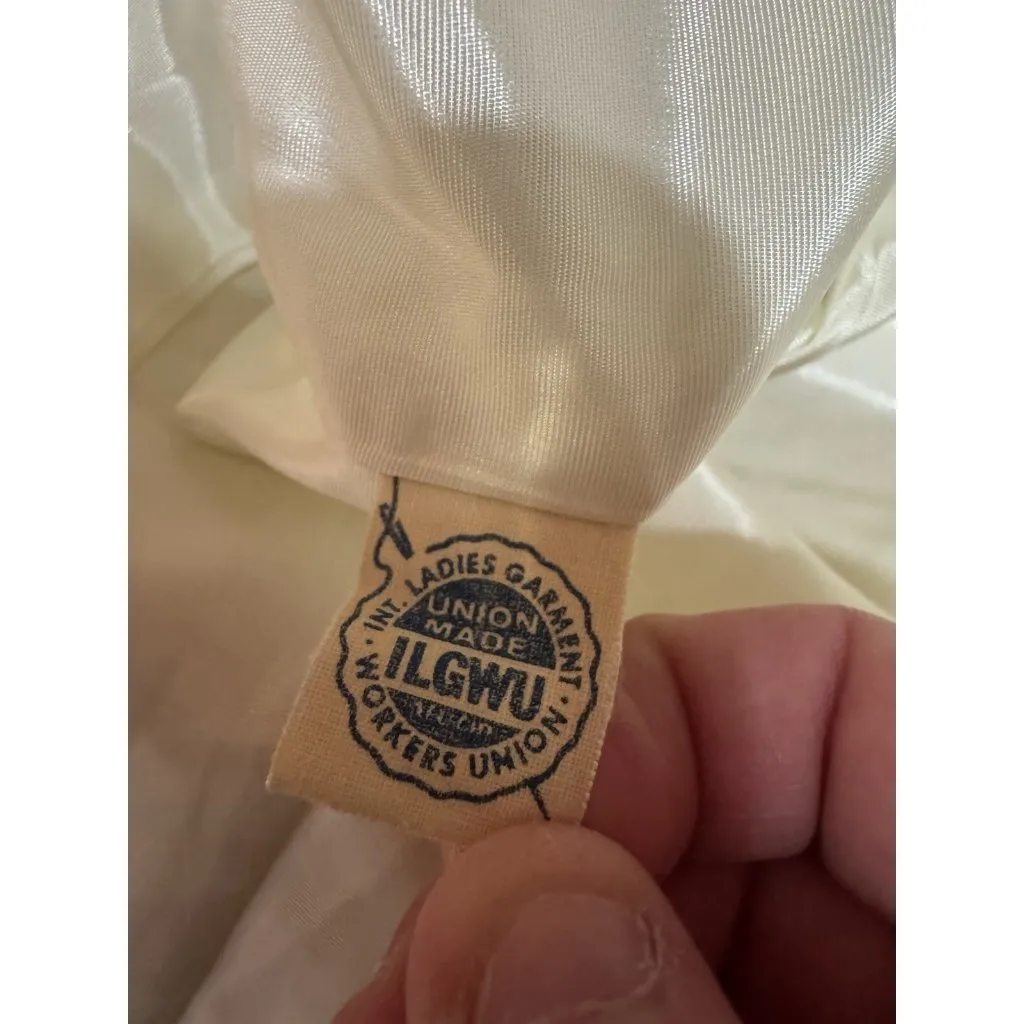 INT. LADIES GARMENT
UNION
MADE
ILGWU
WORKERS UNION